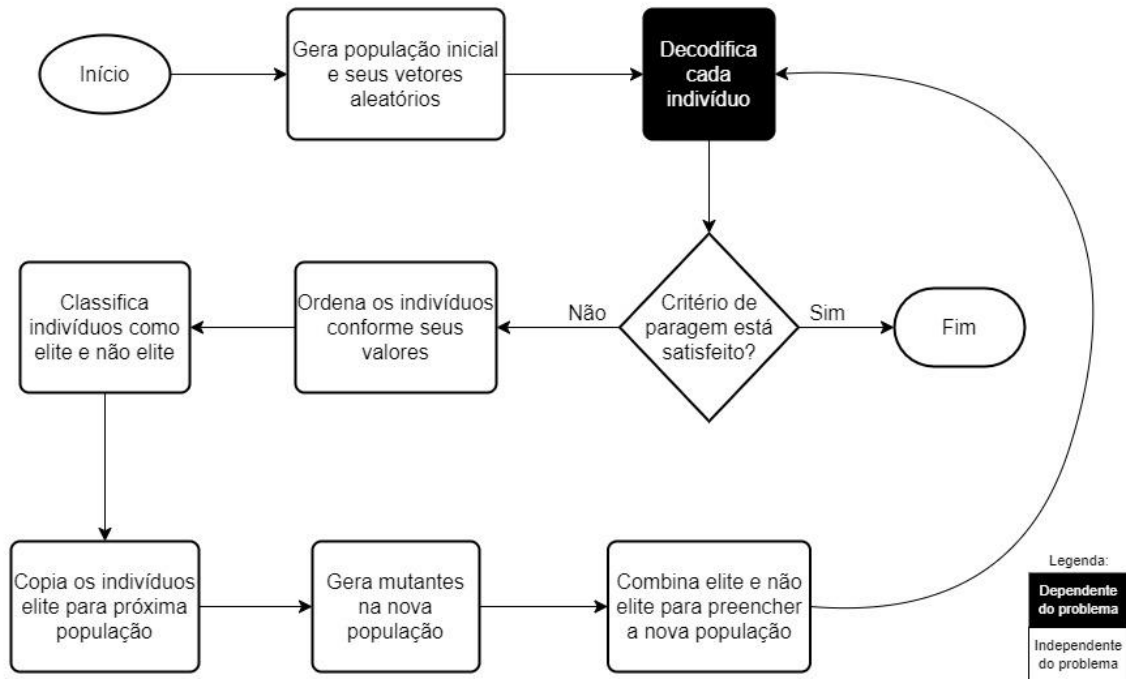 Início
Gera população inicial
e seus vetores
aleatórios
Decodifica
cada
indivíduo
Classifica
indivíduos como
elite e não elite
Ordena os indivíduos
conforme seus
valores
Não
Critério de
paragem está
satisfeito?
Sim
Fim
Copia os indivíduos
elite para próxima
população
Gera mutantes
na nova
população
Combina elite e não
elite para preencher
a nova população
Legenda:
Dependente
do problema
Independente
do problema